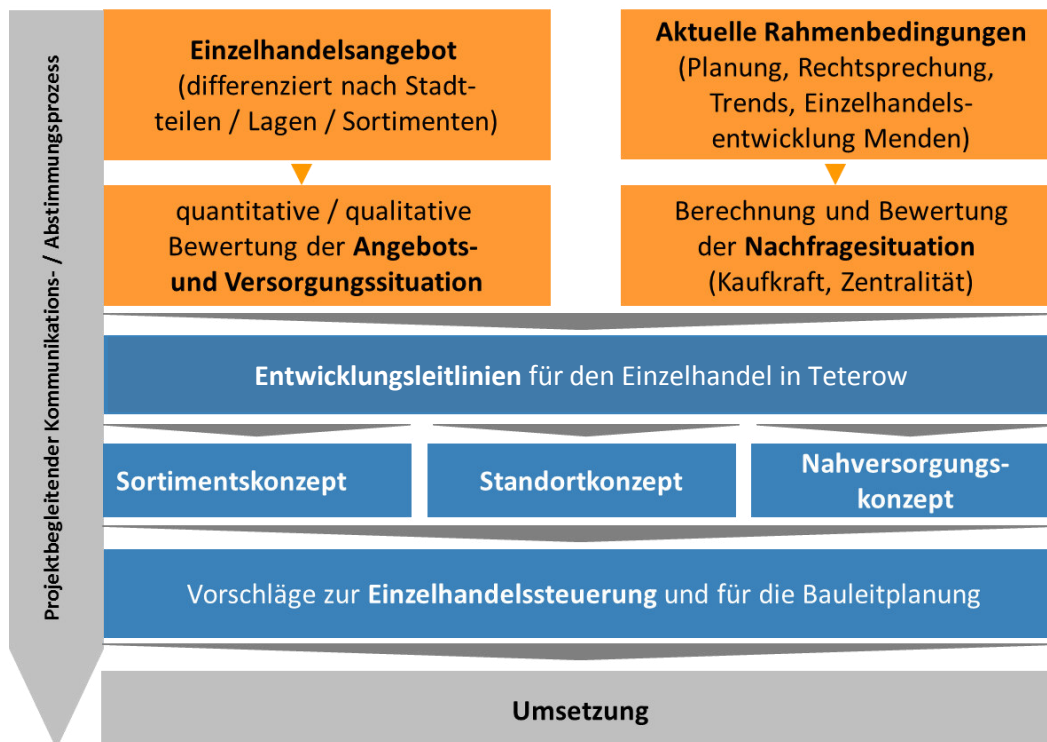 Projektbegleitender Kommunikations- / Abstimmungsprozess
Einzelhandelsangebot
(differenziert nach Stadt-
teilen / Lagen / Sortimenten)
Aktuelle Rahmenbedingungen
(Planung, Rechtsprechung,
Trends, Einzelhandels-
entwicklung Menden)
quantitative / qualitative
Bewertung der Angebots-
und Versorgungssituation
Berechnung und Bewertung
der Nachfragesituation
(Kaufkraft, Zentralität)
Entwicklungsleitlinien für den Einzelhandel in Teterow
Sortimentskonzept
Standortkonzept
Nahversorgungs-
konzept
Vorschläge zur Einzelhandelssteuerung und für die Bauleitplanung
Umsetzung